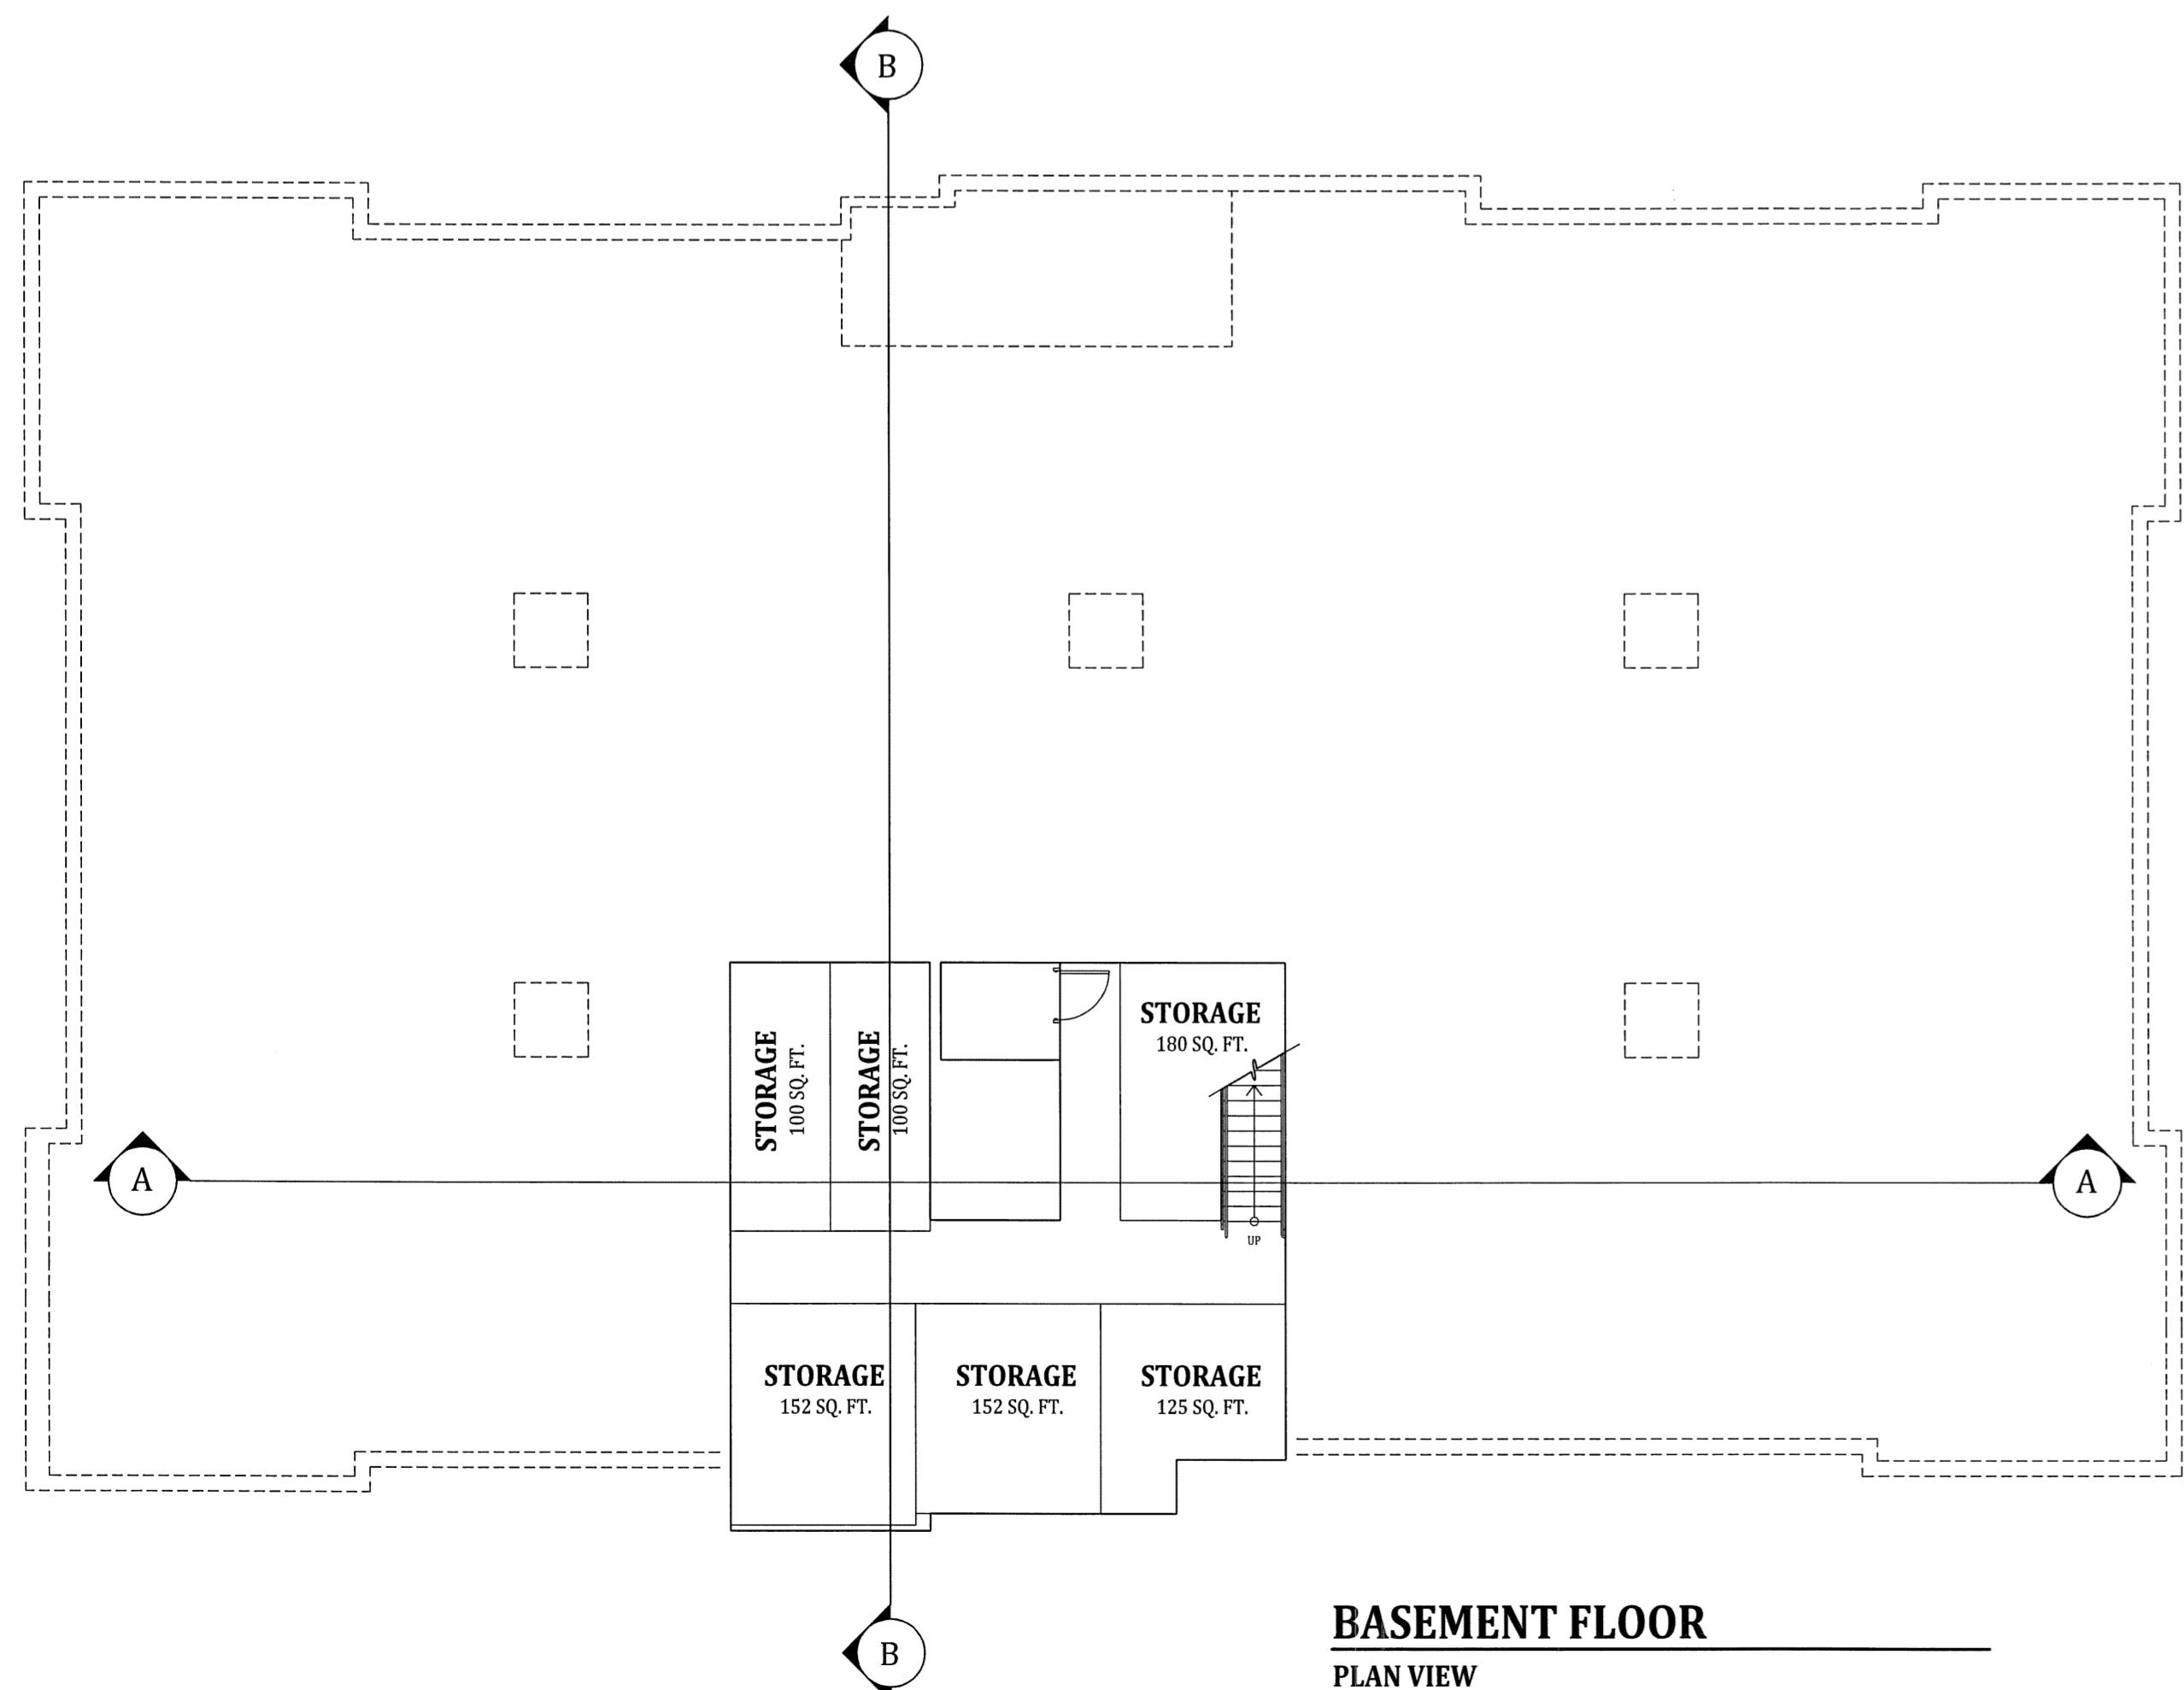 B
STORAGE
180 SQ. FT.
STORAGE
100 SQ. FT.
STORAGE
100 SQ. FT.
A
A
UP
STORAGE
152 SQ. FT.
STORAGE
152 SQ. FT.
STORAGE
125 SQ. FT.
BASEMENT FLOOR
B
PLAN VIEW